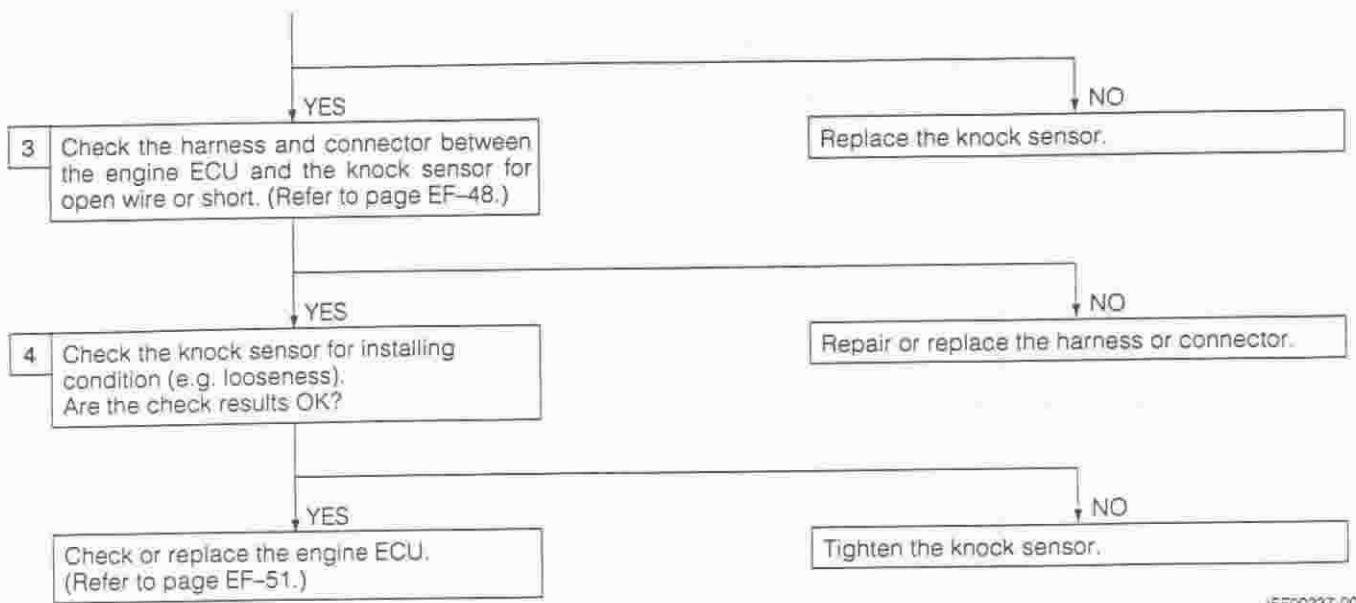 YES
NO
3
Check the harness and connector between
the engine ECU and the knock sensor for
open wire or short. (Refer to page EF–48.)
Replace the knock sensor.
YES
NO
4
Check the knock sensor for installing
condition (e.g. looseness).
Are the check results OK?
Repair or replace the harness or connector.
YES
NO
Check or replace the engine ECU.
(Refer to page EF–51.)
Tighten the knock sensor.